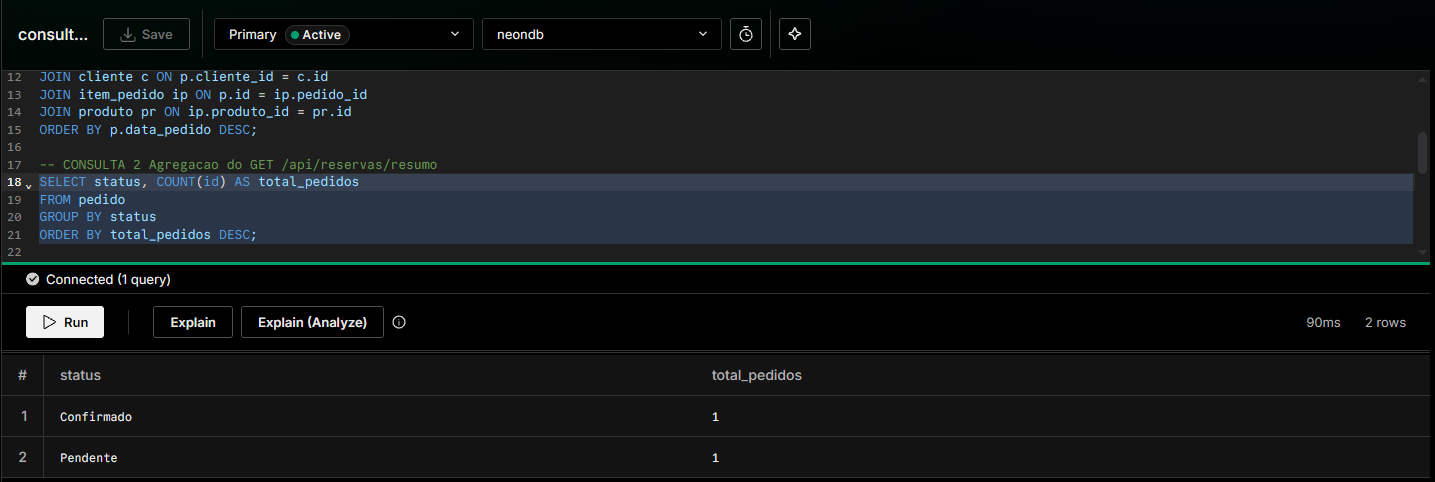 consult... Save Primary Active neondb
12 JOIN cliente c ON p.cliente_id = c.id
13 JOIN item_pedido ip ON p.id = ip.pedido_id
14 JOIN produto pr ON ip.produto_id = pr.id
15 ORDER BY p.data_pedido DESC;
16
17 -- CONSULTA 2 Agregacao do GET /api/reservas/resumo
18 SELECT status, COUNT(id) AS total_pedidos
19 FROM pedido
20 GROUP BY status
21 ORDER BY total_pedidos DESC;
22
Connected (1 query)
Run Explain Explain (Analyze) 90ms 2 rows
# status total_pedidos
1 Confirmado 1
2 Pendente 1